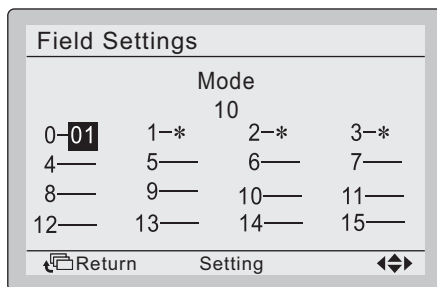 Field Settings
Mode
10
0–01 1–* 2–* 3–*
4— 5— 6— 7—
8— 9— 10— 11—
12— 13— 14— 15—
Return Setting